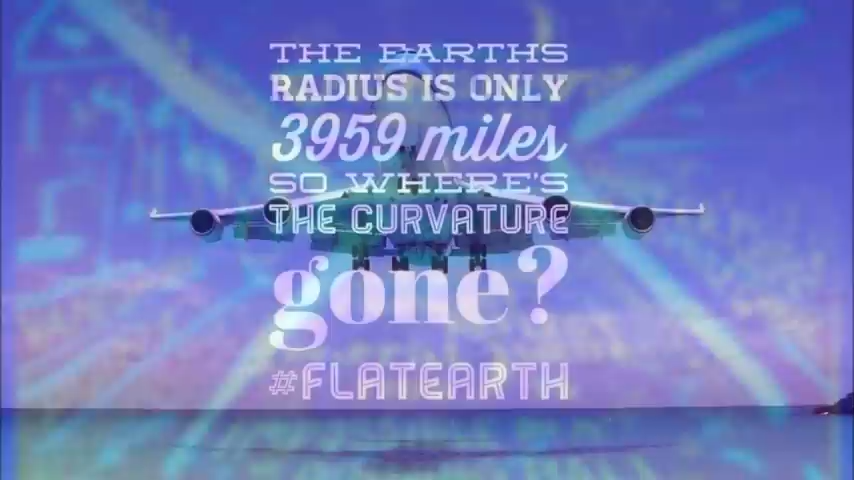 THE EARTHS
RADIUS IS ONLY
3959 miles
SO WHERE'S
THE CURVATURE
gone?
#FLATEARTH